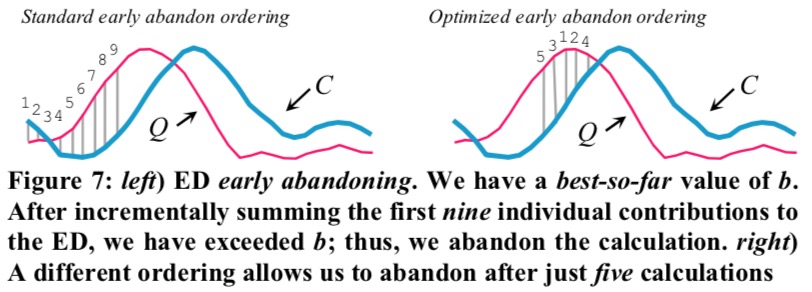 Standard early abandon ordering
Optimized early abandon ordering
1 2 3 4 5 6 7 8 9
Q
C
5 3 1 2 4
Q
C
Figure 7: left) ED early abandoning. We have a best-so-far value of b.
After incrementally summing the first nine individual contributions to
the ED, we have exceeded b; thus, we abandon the calculation. right)
A different ordering allows us to abandon after just five calculations